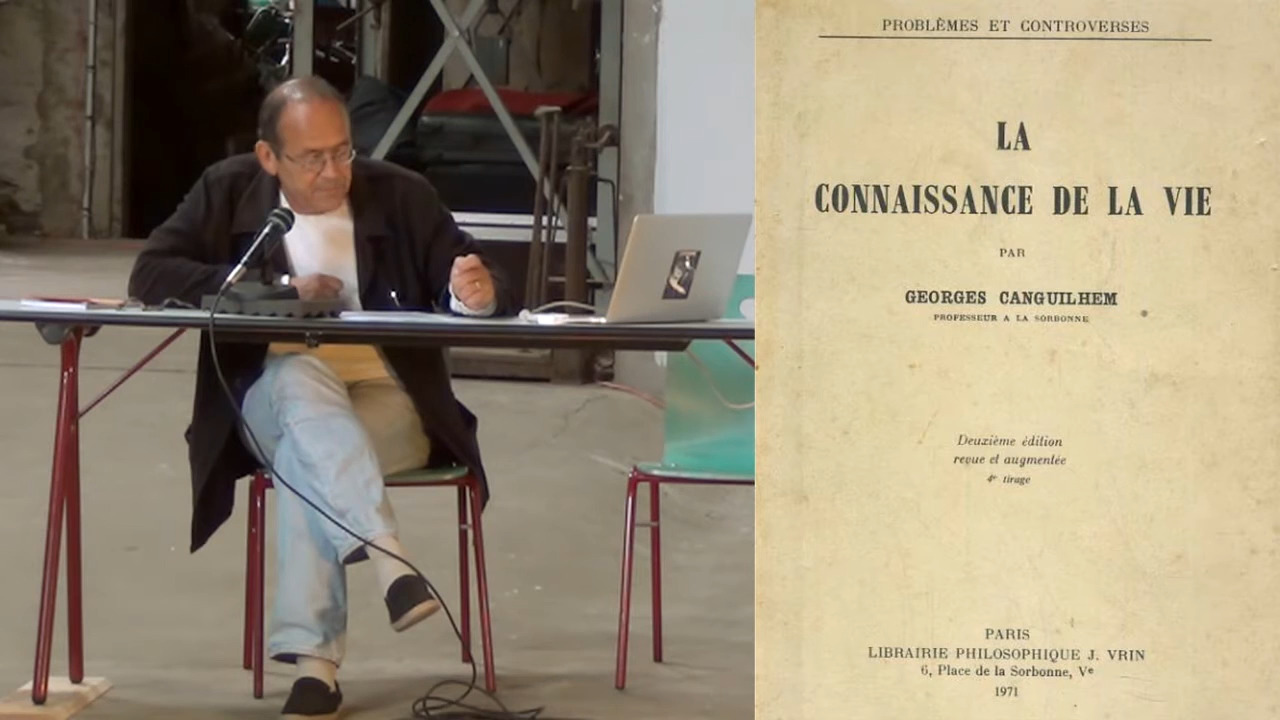 PROBLÈMES ET CONTROVERSES
LA
CONNAISSANCE DE LA VIE
PAR
GEORGES CANGUILHEM
PROFESSEUR A LA SORBONNE
Deuxième édition
revue et augmentée
4e tirage
PARIS
LIBRAIRIE PHILOSOPHIQUE J. VRIN
6, Place de la Sorbonne, Ve
1971